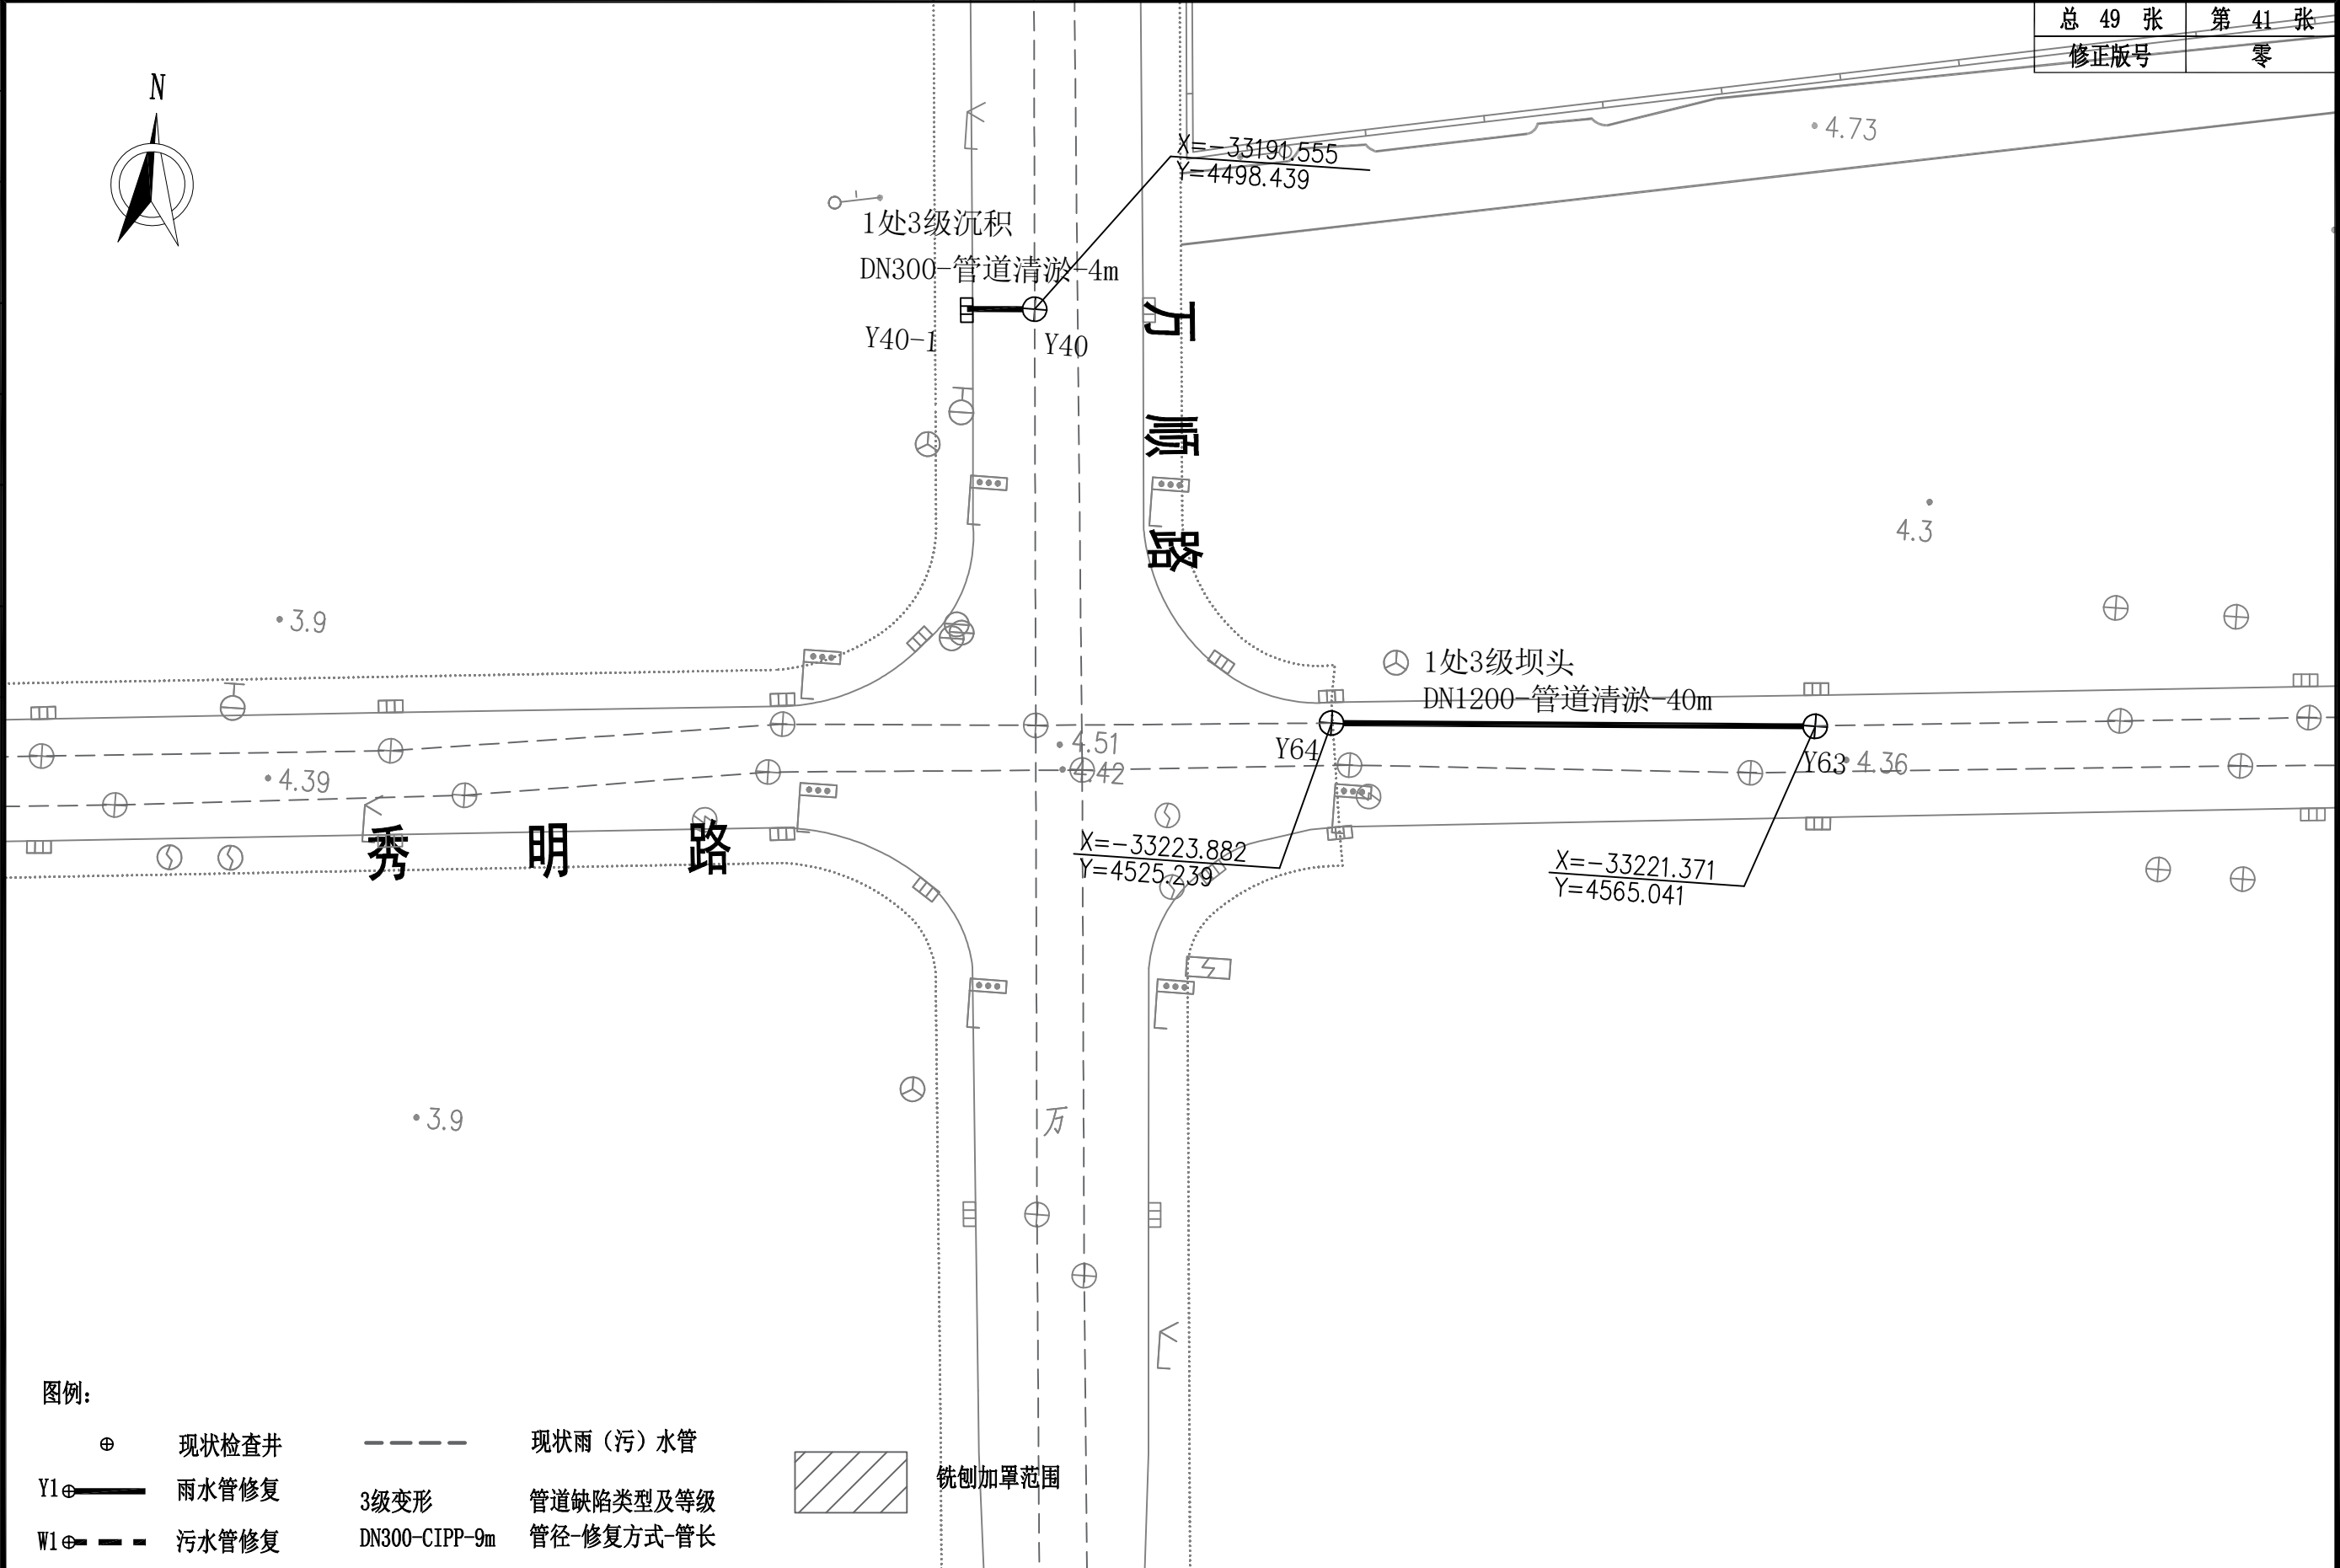 总 49 张 第 41 张
修正版号 零
N
4.73
X=-33191.555
Y=4498.439
1处3级沉积
DN300-管道清淤-4m
Y40-1
Y40
万顺路
4.3
3.9
1处3级坝头
DN1200-管道清淤-40m
Y64
Y63
4.36
4.51
4.42
4.39
秀明路
X=-33223.882
Y=4525.239
X=-33221.371
Y=4565.041
3.9
万
图例:
现状检查井
现状雨（污）水管
铣刨加罩范围
Y1
雨水管修复
3级变形
管道缺陷类型及等级
W1
污水管修复
DN300-CIPP-9m
管径-修复方式-管长